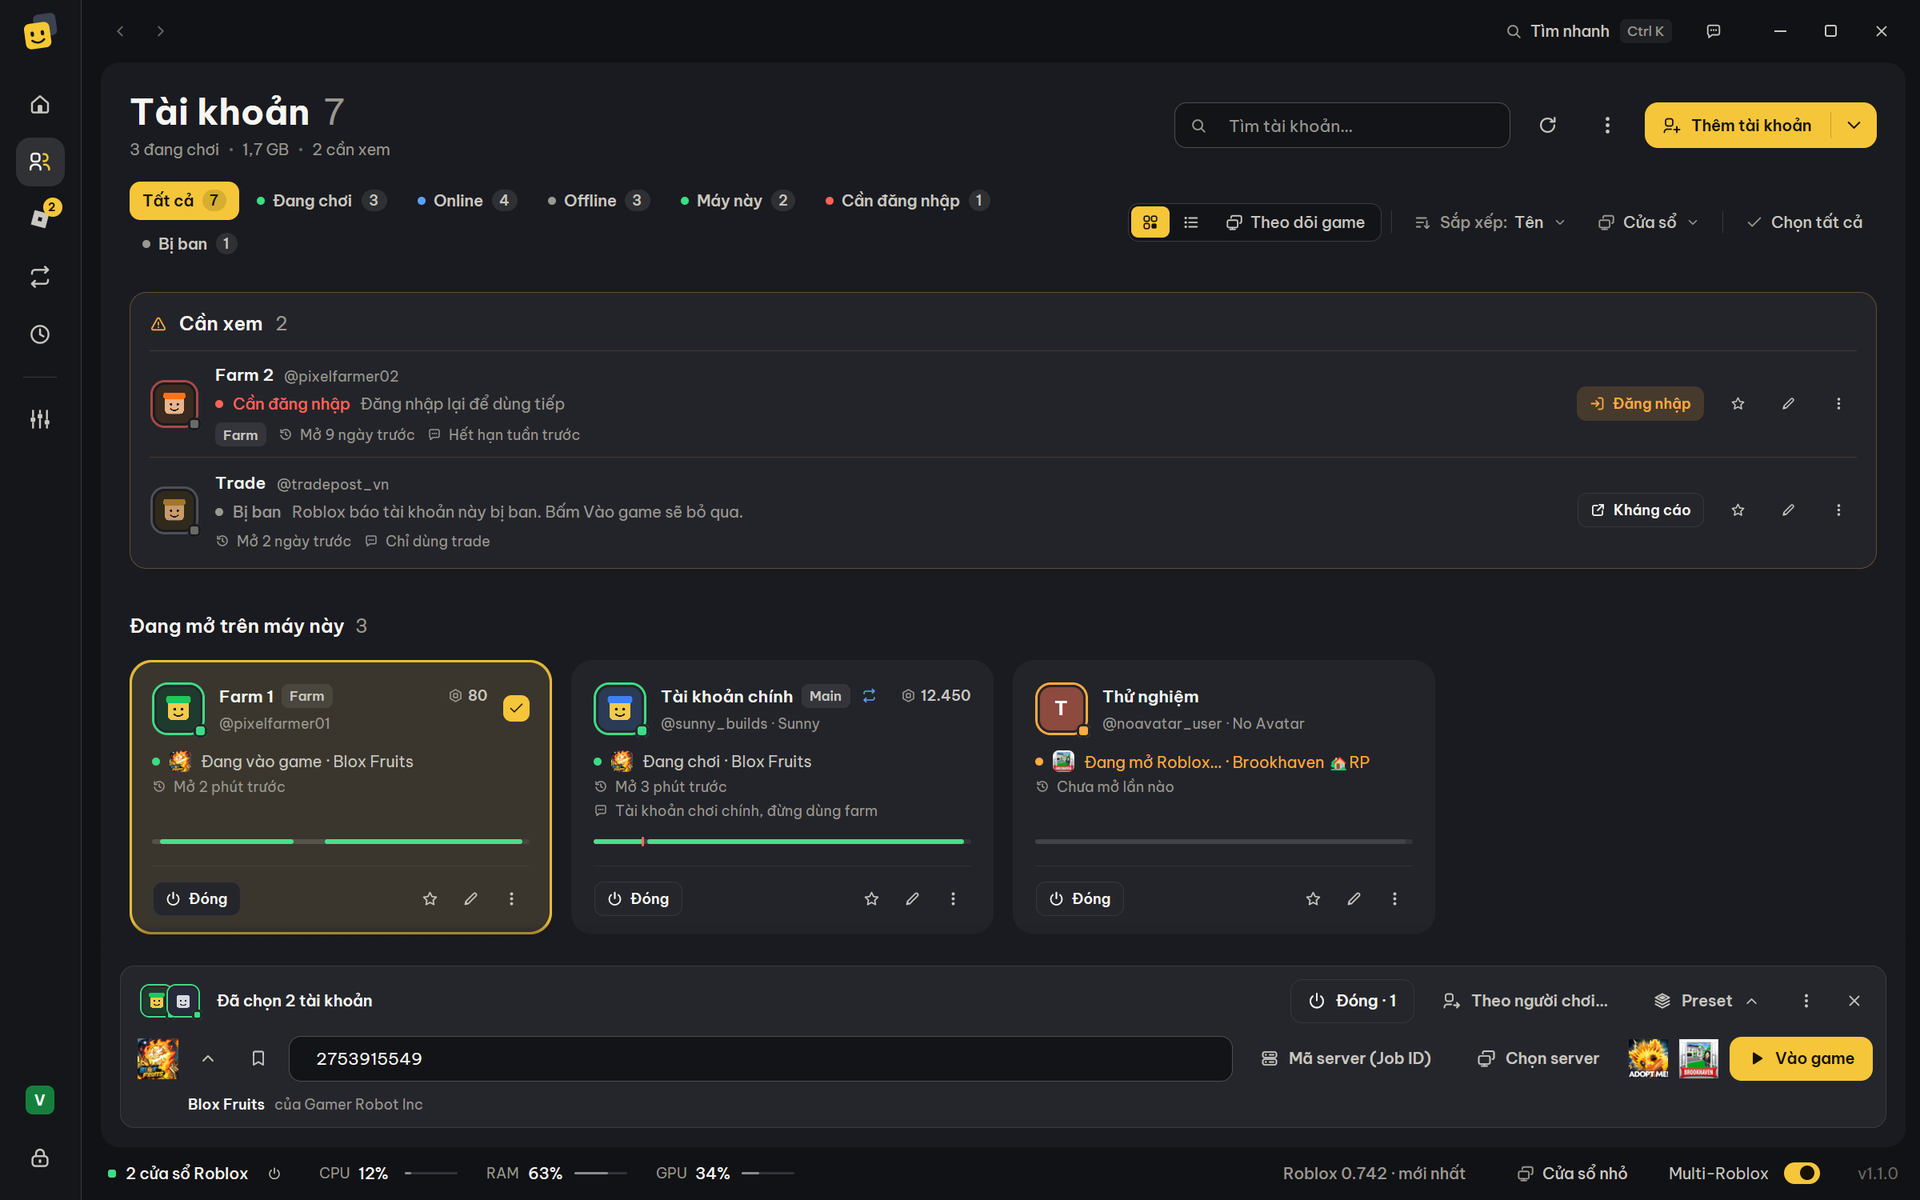 Tìm nhanh Ctrl K
Tài khoản 7
3 đang chơi • 1,7 GB • 2 cần xem
Tìm tài khoản...
Thêm tài khoản
Tất cả 7
Đang chơi 3
Online 4
Offline 3
Máy này 2
Cần đăng nhập 1
Bị ban 1
Theo dõi game
Sắp xếp: Tên
Cửa sổ
Chọn tất cả
2
Cần xem 2
Farm 2 @pixelfarmer02
Cần đăng nhập Đăng nhập lại để dùng tiếp
Farm Mở 9 ngày trước Hết hạn tuần trước
Đăng nhập
Trade @tradepost_vn
Bị ban Roblox báo tài khoản này bị ban. Bấm Vào game sẽ bỏ qua.
Mở 2 ngày trước Chỉ dùng trade
Kháng cáo
Đang mở trên máy này 3
Farm 1 Farm 80
@pixelfarmer01
Đang vào game · Blox Fruits
Mở 2 phút trước
Đóng
Tài khoản chính Main 12.450
@sunny_builds · Sunny
Đang chơi · Blox Fruits
Mở 3 phút trước
Tài khoản chơi chính, đừng dùng farm
Đóng
T
Thử nghiệm
@noavatar_user · No Avatar
Đang mở Roblox... · Brookhaven 🏡RP
Chưa mở lần nào
Đóng
Đã chọn 2 tài khoản
Đóng · 1
Theo người chơi...
Preset
2753915549
Mã server (Job ID)
Chọn server
ADOPT ME!
BROOKHAVEN
Vào game
Blox Fruits của Gamer Robot Inc
V
2 cửa sổ Roblox
CPU 12%
RAM 63%
GPU 34%
Roblox 0.742 · mới nhất
Cửa sổ nhỏ
Multi-Roblox
v1.1.0